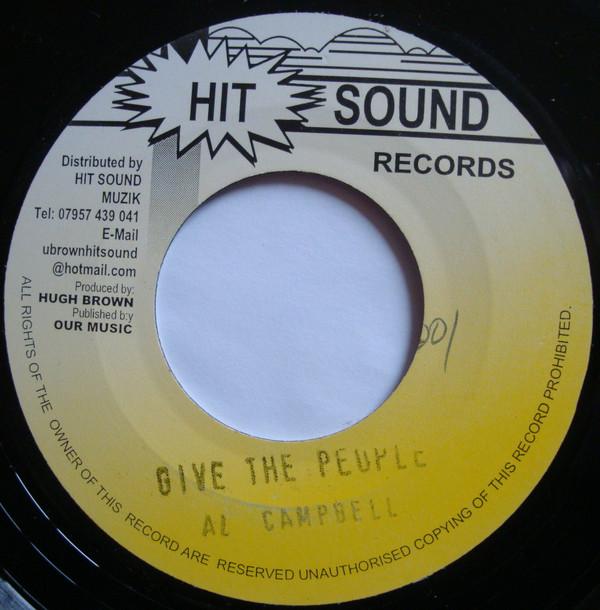 HIT SOUND
RECORDS
Distributed by
HIT SOUND
MUZIK
Tel: 07957 439 041
E-Mail
ubrownhitsound
@hotmail.com
Produced by:
HUGH BROWN
Published b:y
OUR MUSIC
001
GIVE THE PEOPLE
AL CAMPBELL
ALL RIGHTS OF THE OWNER OF THIS RECORD ARE RESERVED UNAUTHORISED COPYING OF THIS RECORD PROHIBITED.